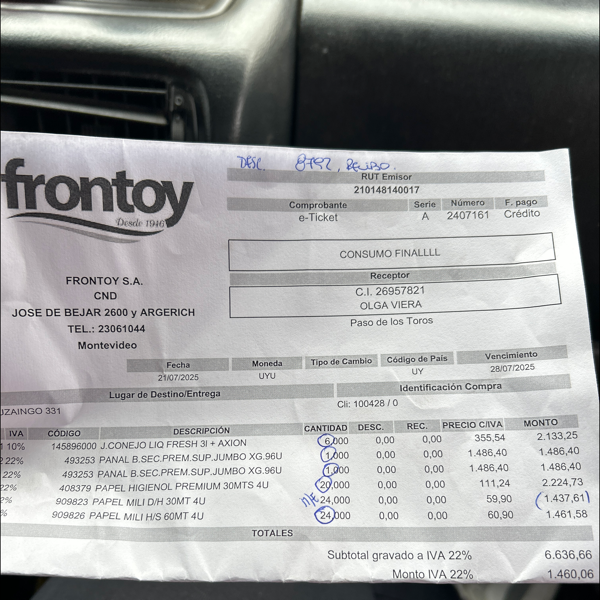 DESC. 8792, RECIBO.
frontoy
Desde 1946
RUT Emisor
210148140017
Comprobante Serie Número F. pago
e-Ticket A 2407161 Crédito
CONSUMO FINALLLL
Receptor
C.I. 26957821
OLGA VIERA
Paso de los Toros
FRONTOY S.A.
CND
JOSE DE BEJAR 2600 y ARGERICH
TEL.: 23061044
Montevideo
Fecha Moneda Tipo de Cambio Código de País Vencimiento
21/07/2025 UYU UY 28/07/2025
Lugar de Destino/Entrega Identificación Compra
UZAINGO 331 Cli: 100428 / 0
IVA CÓDIGO DESCRIPCIÓN CANTIDAD DESC. REC. PRECIO C/IVA MONTO
1 10% 145896000 J.CONEJO LIQ FRESH 3l + AXION 6,000 0,00 0,00 355,54 2.133,25
2 22% 493253 PANAL B.SEC.PREM.SUP.JUMBO XG.96U 1,000 0,00 0,00 1.486,40 1.486,40
22% 493253 PANAL B.SEC.PREM.SUP.JUMBO XG.96U 1,000 0,00 0,00 1.486,40 1.486,40
22% 408379 PAPEL HIGIENOL PREMIUM 30MTS 4U 20,000 0,00 0,00 111,24 2.224,73
2% 909823 PAPEL MILI D/H 30MT 4U N/E 24,000 0,00 0,00 59,90 (1.437,61)
% 909826 PAPEL MILI H/S 60MT 4U 24,000 0,00 0,00 60,90 1.461,58
TOTALES
Subtotal gravado a IVA 22% 6.636,66
Monto IVA 22% 1.460,06